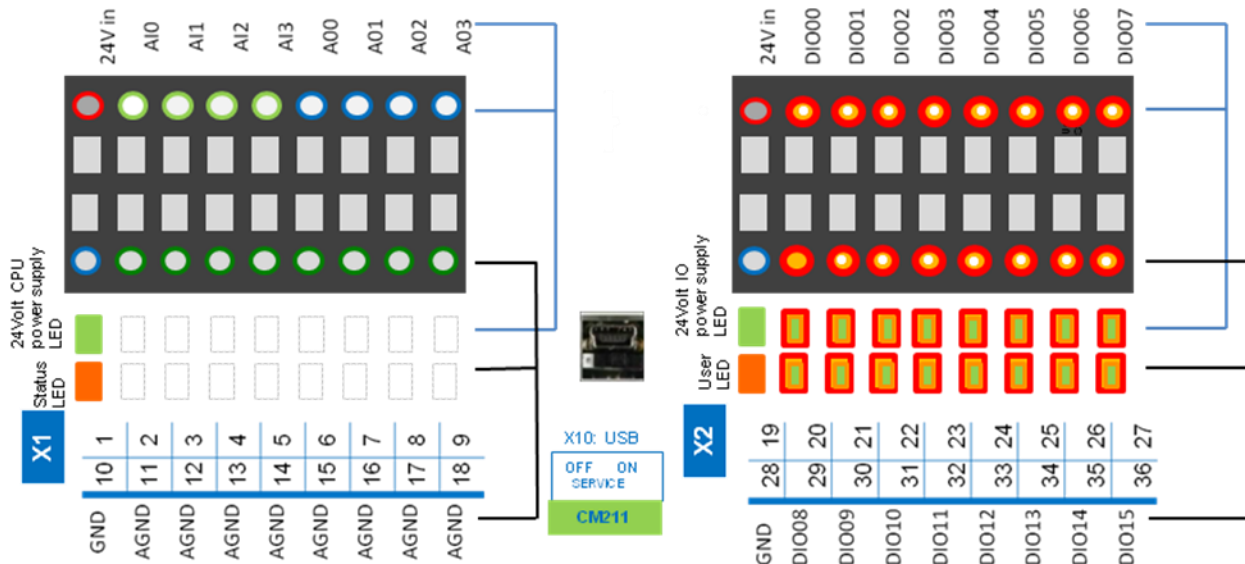 24V in AI0 AI1 AI2 AI3 A00 A01 A02 A03
24Volt CPU
power supply
LED
Status
LED
X1
1 2 3 4 5 6 7 8 9
10 11 12 13 14 15 16 17 18
GND AGND AGND AGND AGND AGND AGND AGND AGND
X10: USB
OFF ON
SERVICE
CM211
24V in DIO00 DIO01 DIO02 DIO03 DIO04 DIO05 DIO06 DIO07
24Volt IO
power supply
LED
User
LED
X2
19 20 21 22 23 24 25 26 27
28 29 30 31 32 33 34 35 36
GND DIO08 DIO09 DIO10 DIO11 DIO12 DIO13 DIO14 DIO15